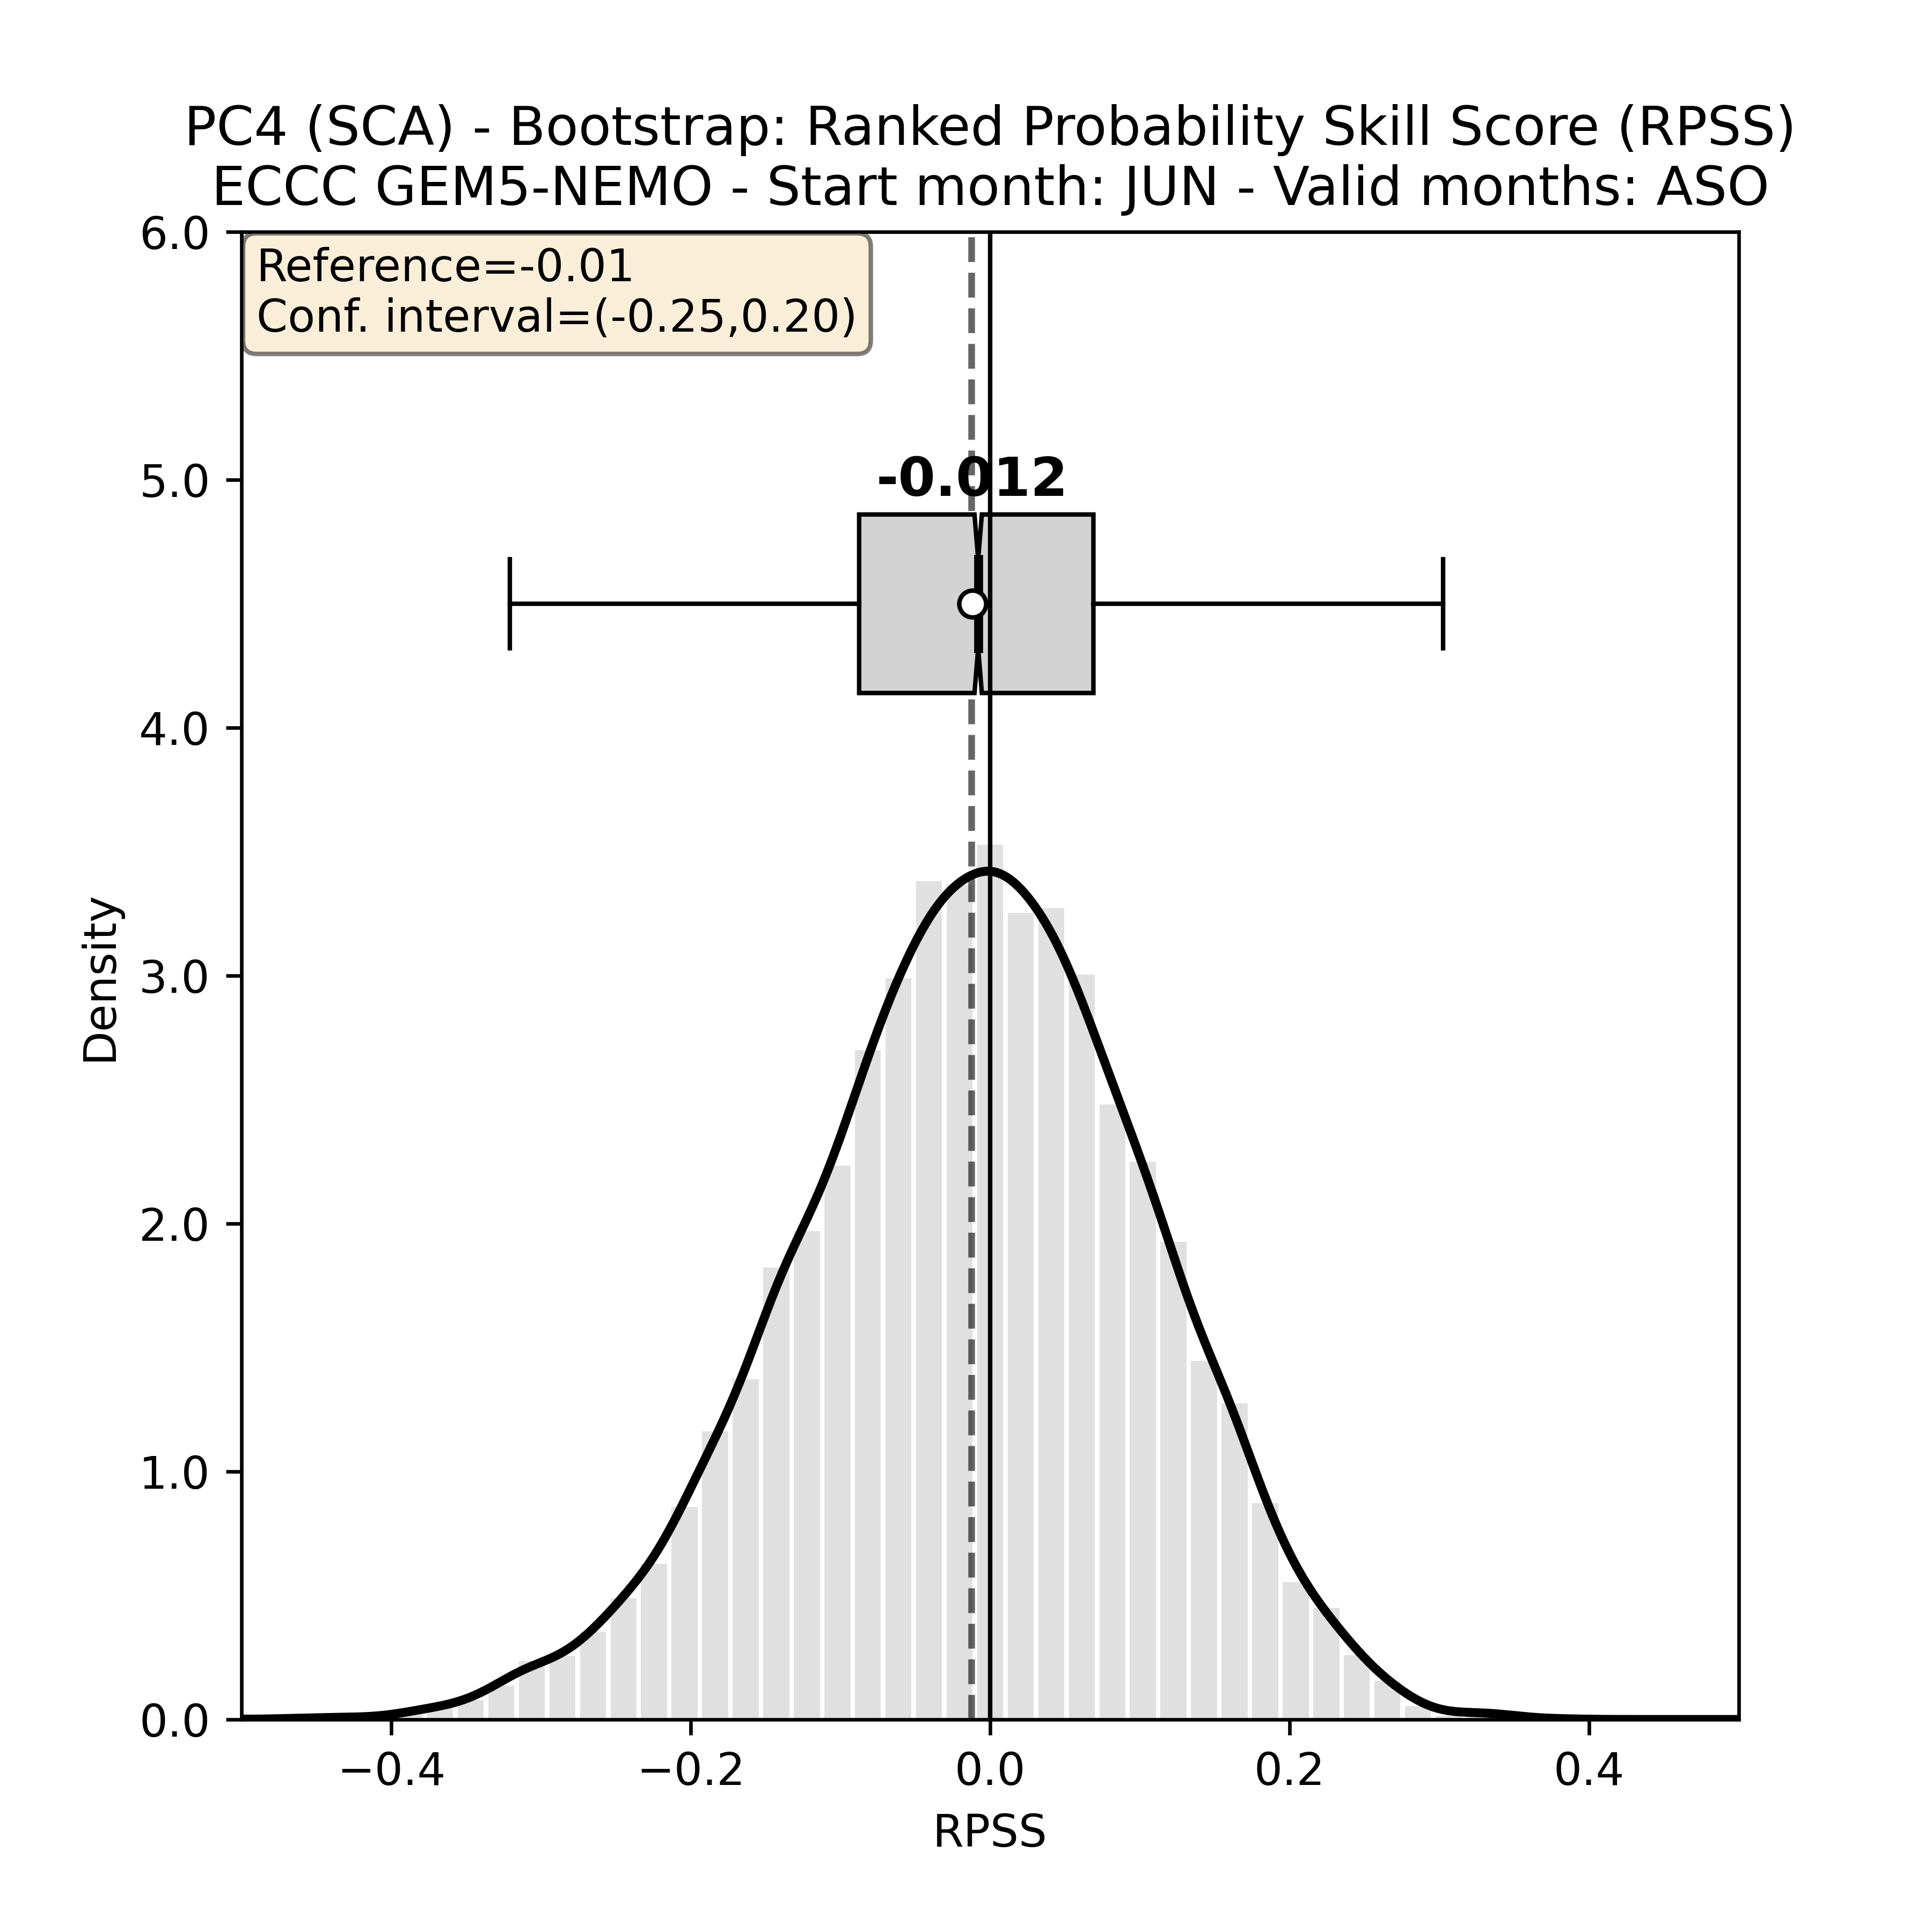 PC4 (SCA) - Bootstrap: Ranked Probability Skill Score (RPSS)
ECCC GEM5-NEMO - Start month: JUN - Valid months: ASO
Reference=-0.01
Conf. interval=(-0.25,0.20)
-0.012
6.0
5.0
4.0
3.0
2.0
1.0
0.0
Density
−0.4
−0.2
0.0
0.2
0.4
RPSS